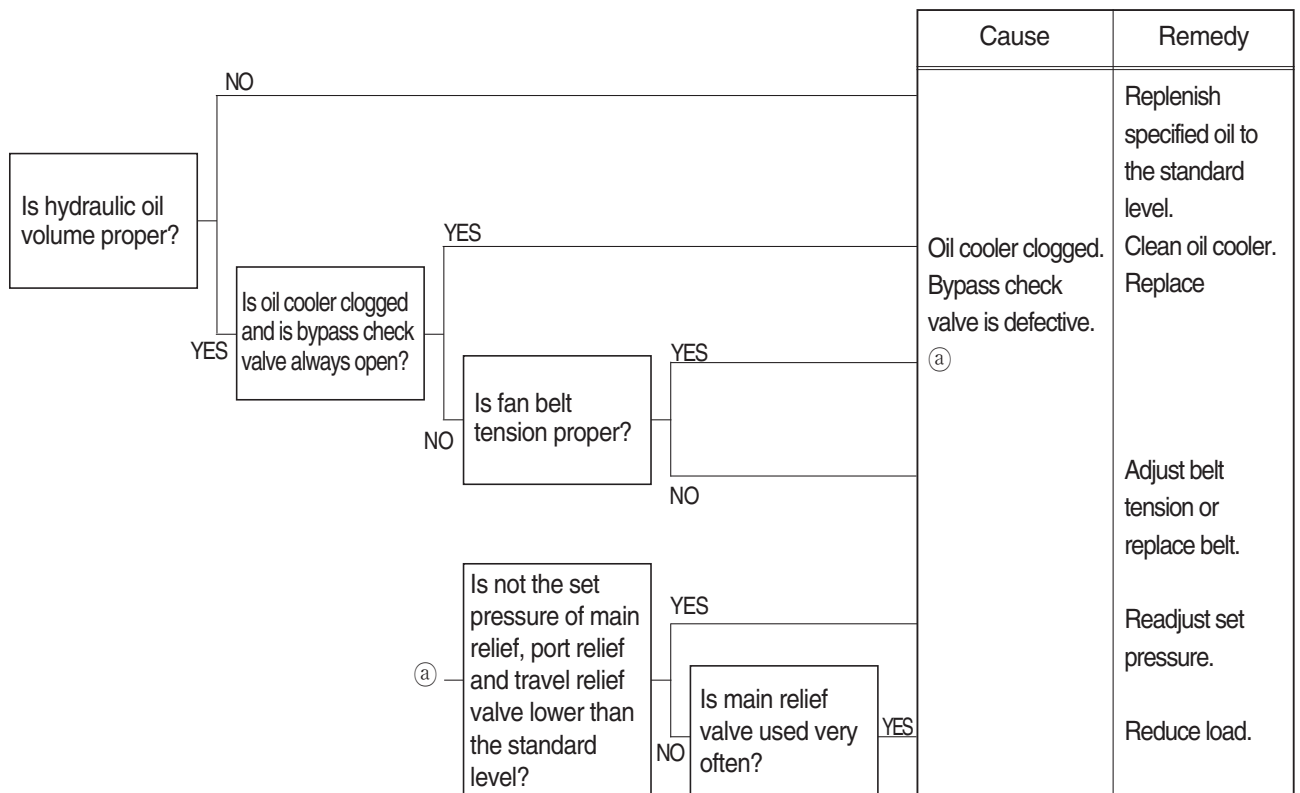 Cause
Remedy
NO
Replenish
specified oil to
the standard
level.
Is hydraulic oil
volume proper?
YES
YES
Oil cooler clogged.
Clean oil cooler.
Bypass check
Replace
valve is defective.
ⓐ
Is oil cooler clogged
and is bypass check
valve always open?
NO
YES
Is fan belt
tension proper?
NO
Adjust belt
tension or
replace belt.
ⓐ
Is not the set
pressure of main
relief, port relief
and travel relief
valve lower than
the standard
level?
YES
Readjust set
pressure.
NO
Is main relief
valve used very
often?
YES
Reduce load.